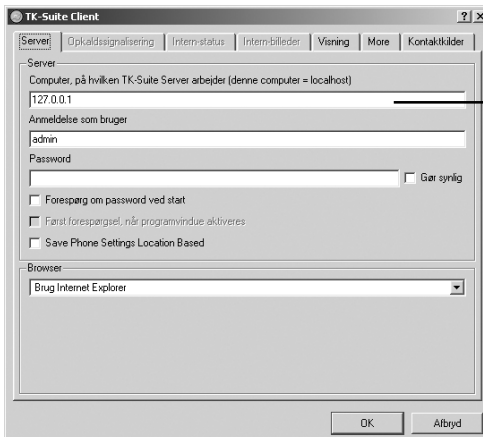 TK-Suite Client
Server Opkaldssignalisering Intern-status Intern-billeder Visning More Kontaktkilder
Server
Computer, på hvilken TK-Suite Server arbejder (denne computer = localhost)
127.0.0.1
Anmeldelse som bruger
admin
Password
Gør synlig
Forespørg om password ved start
Først forespørgsel, når programvindue aktiveres
Save Phone Settings Location Based
Browser
Brug Internet Explorer
OK Afbryd